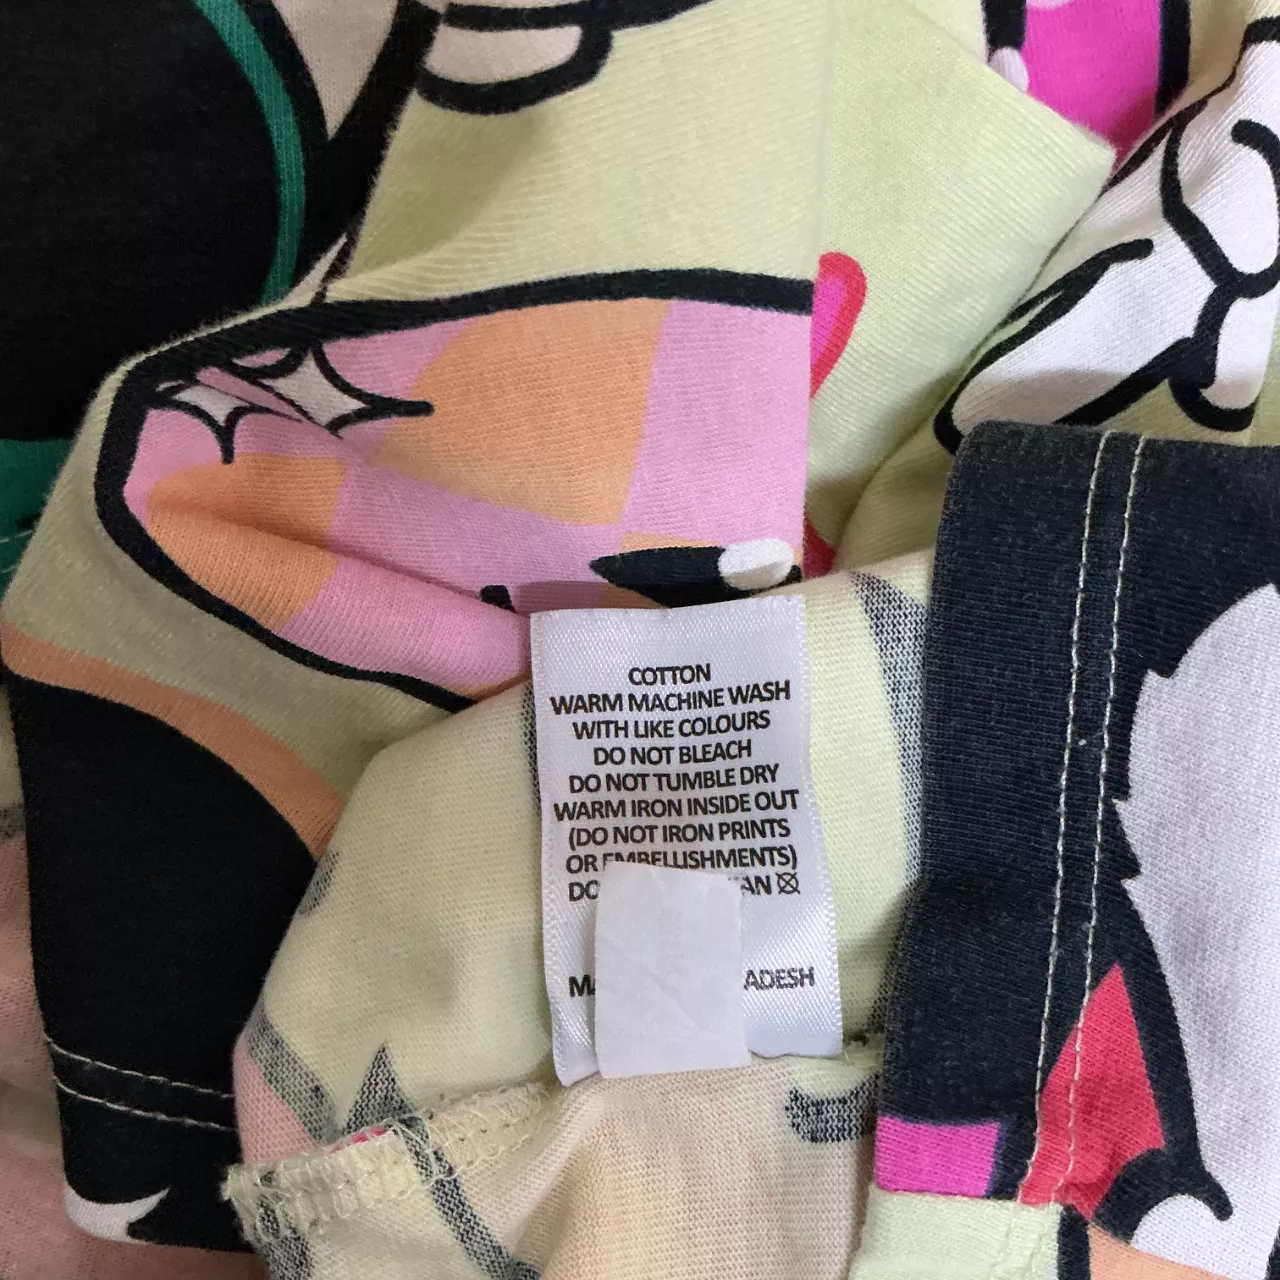 COTTON
WARM MACHINE WASH
WITH LIKE COLOURS
DO NOT BLEACH
DO NOT TUMBLE DRY
WARM IRON INSIDE OUT
(DO NOT IRON PRINTS
OR EMBELLISHMENTS)
DO